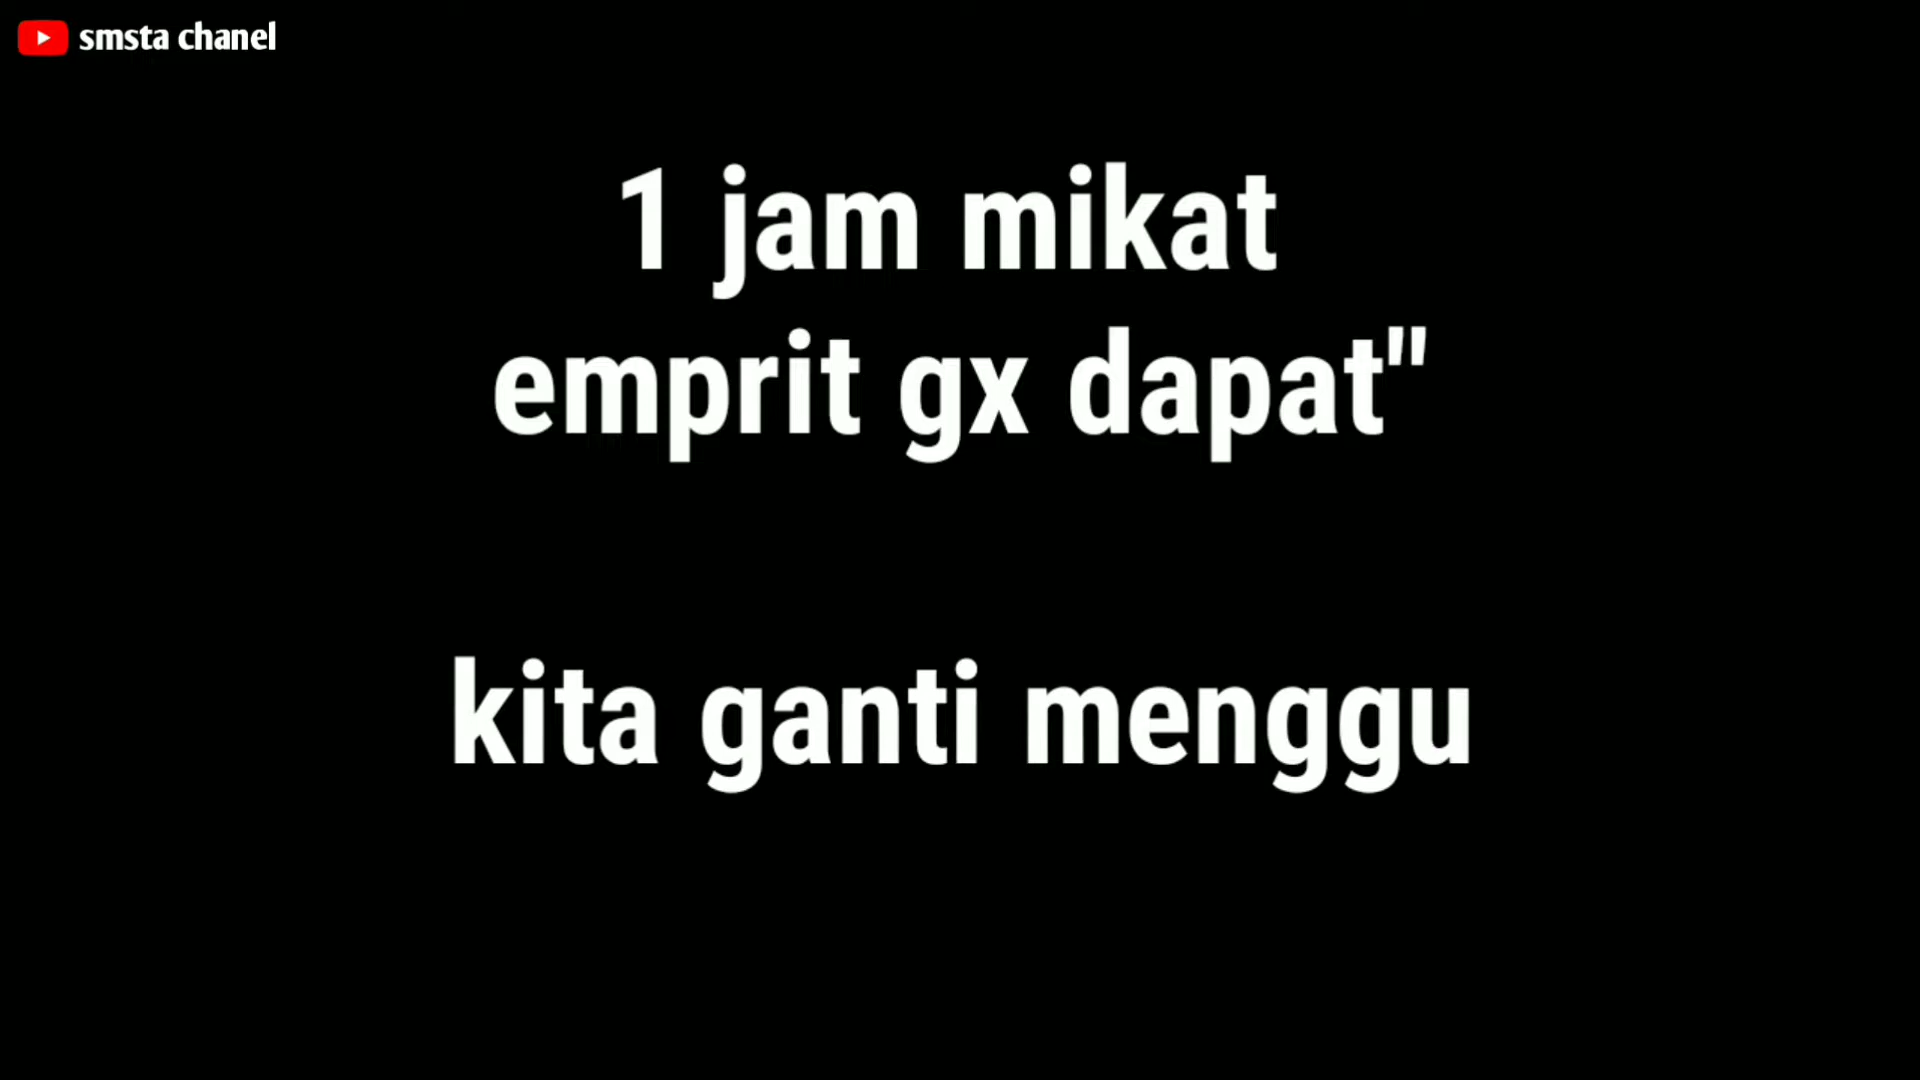 smsta chanel
1 jam mikat
emprit gx dapat"
kita ganti menggu